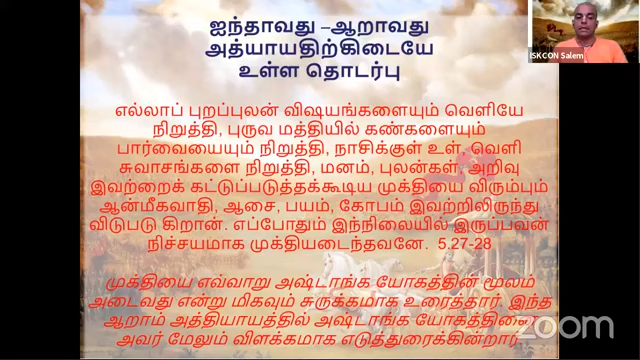 ஐந்தாவது –ஆறாவது
அத்யாயதிற்கிடையே
உள்ள தொடர்பு
எல்லாப் புறப்புலன் விஷயங்களையும் வெளியே
நிறுத்தி, புருவ மத்தியில் கண்களையும்
பார்வையையும் நிறுத்தி, நாசிக்குள் உள், வெளி
சுவாசங்களை நிறுத்தி, மனம், புலன்கள், அறிவு
இவற்றைக் கட்டுப்படுத்தக்கூடிய முக்தியை விரும்பும்
ஆன்மீகவாதி, ஆசை, பயம், கோபம் இவற்றிலிருந்து
விடுபடு கிறான். எப்போதும் இந்நிலையில் இருப்பவன்
நிச்சயமாக முக்தியடைந்தவனே. 5.27-28
முக்தியை எவ்வாறு அஷ்டாங்க யோகத்தின் மூலம்
அடைவது என்று மிகவும் சுருக்கமாக உரைத்தார். இந்த
ஆறாம் அத்தியாயத்தில் அஷ்டாங்க யோகத்தினை
அவர் மேலும் விளக்கமாக எடுத்துரைக்கின்றார்.
ISKCON Salem
zoom